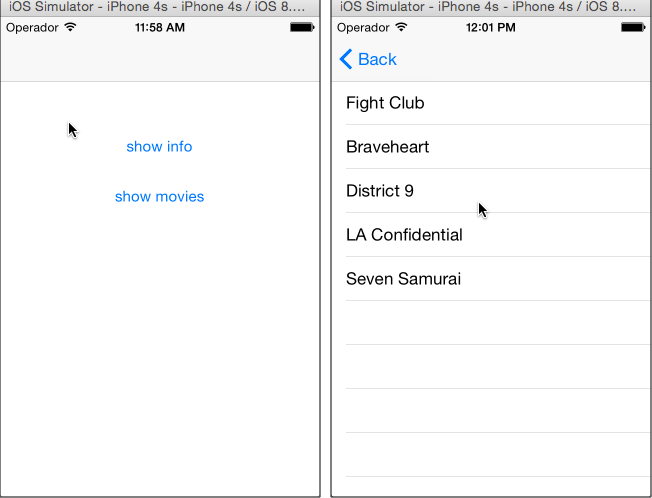 iOS Simulator - iPhone 4s - iPhone 4s / iOS 8....
Operador 11:58 AM
show info
show movies
iOS Simulator - iPhone 4s - iPhone 4s / iOS 8....
Operador 12:01 PM
Back
Fight Club
Braveheart
District 9
LA Confidential
Seven Samurai